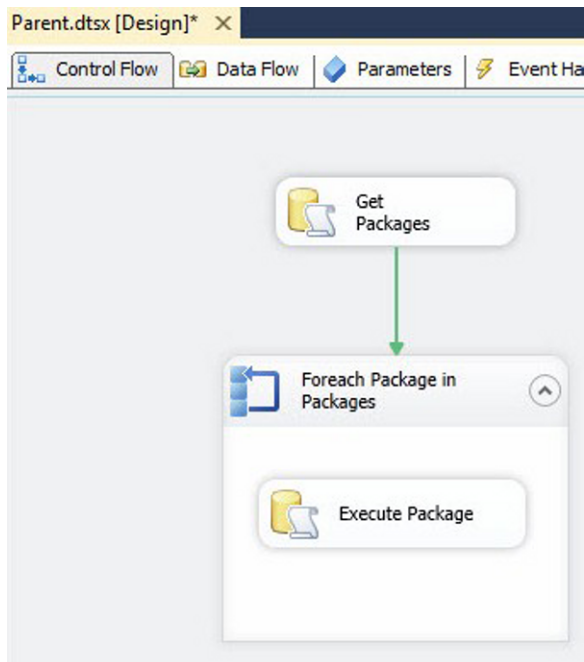 Parent.dtsx [Design]*
Control Flow Data Flow Parameters Event Ha
Get
Packages
Foreach Package in
Packages
Execute Package